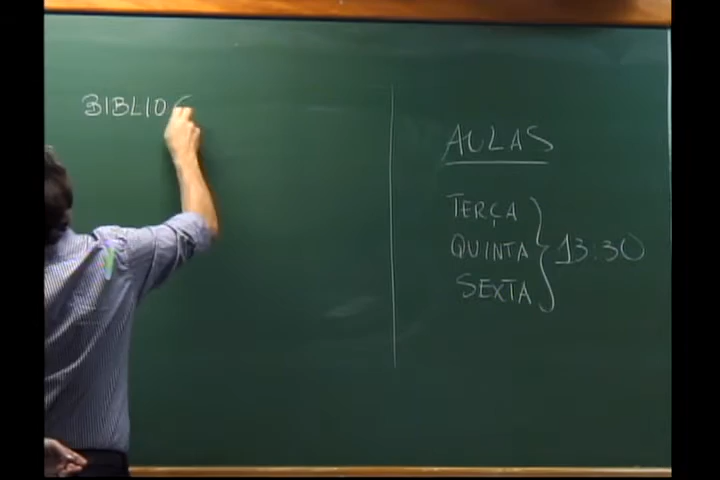 BIBLIO
AULAS
TERÇA
QUINTA
SEXTA
13:30